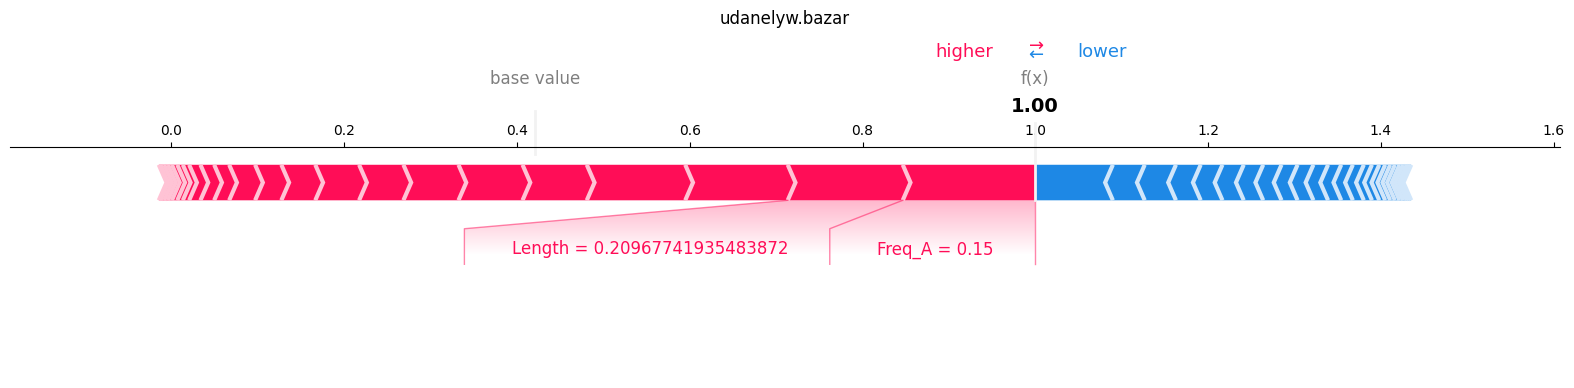 udanelyw.bazar
higher ⇄ lower
base value f(x)
1.00
0.0 0.2 0.4 0.6 0.8 1.0 1.2 1.4 1.6
Length = 0.20967741935483872 Freq_A = 0.15